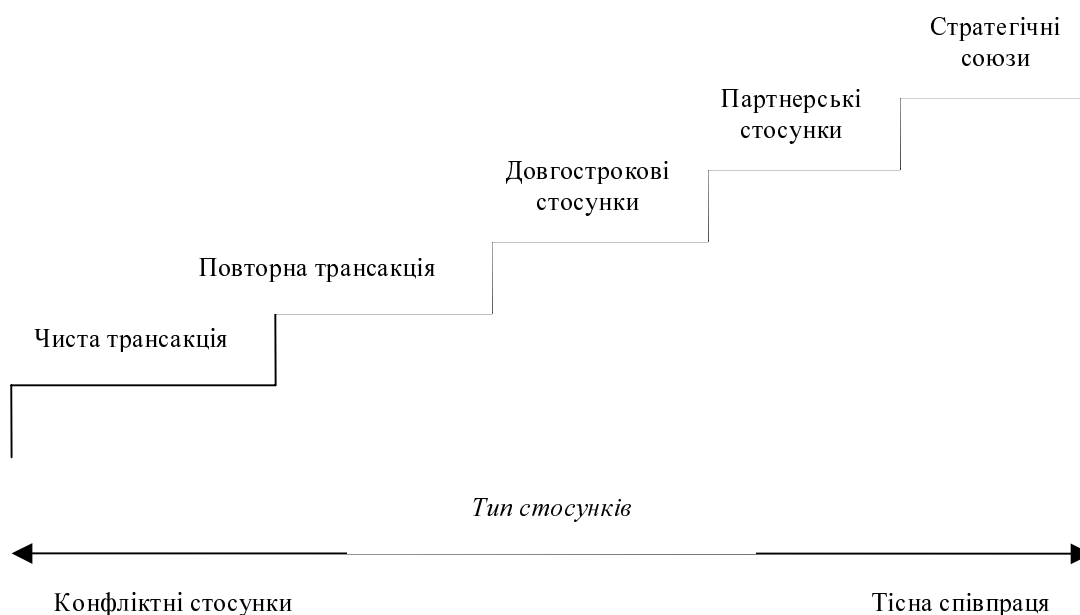 Стратегічні
союзи
Партнерські
стосунки
Довгострокові
стосунки
Повторна трансакція
Чиста трансакція
Тип стосунків
Конфліктні стосунки
Тісна співпраця